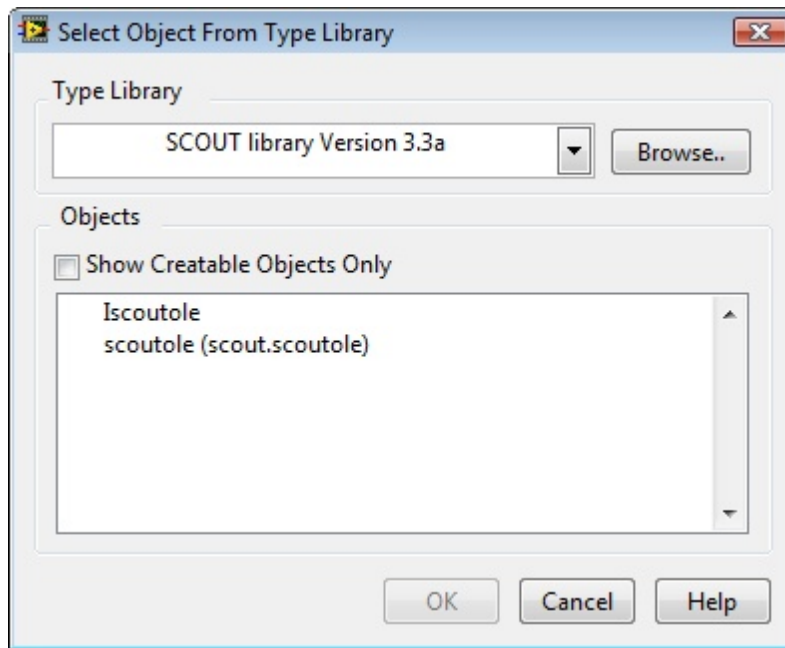 Select Object From Type Library
Type Library
SCOUT library Version 3.3a
Browse..
Objects
Show Creatable Objects Only
Iscoutole
scoutole (scout.scoutole)
OK
Cancel
Help